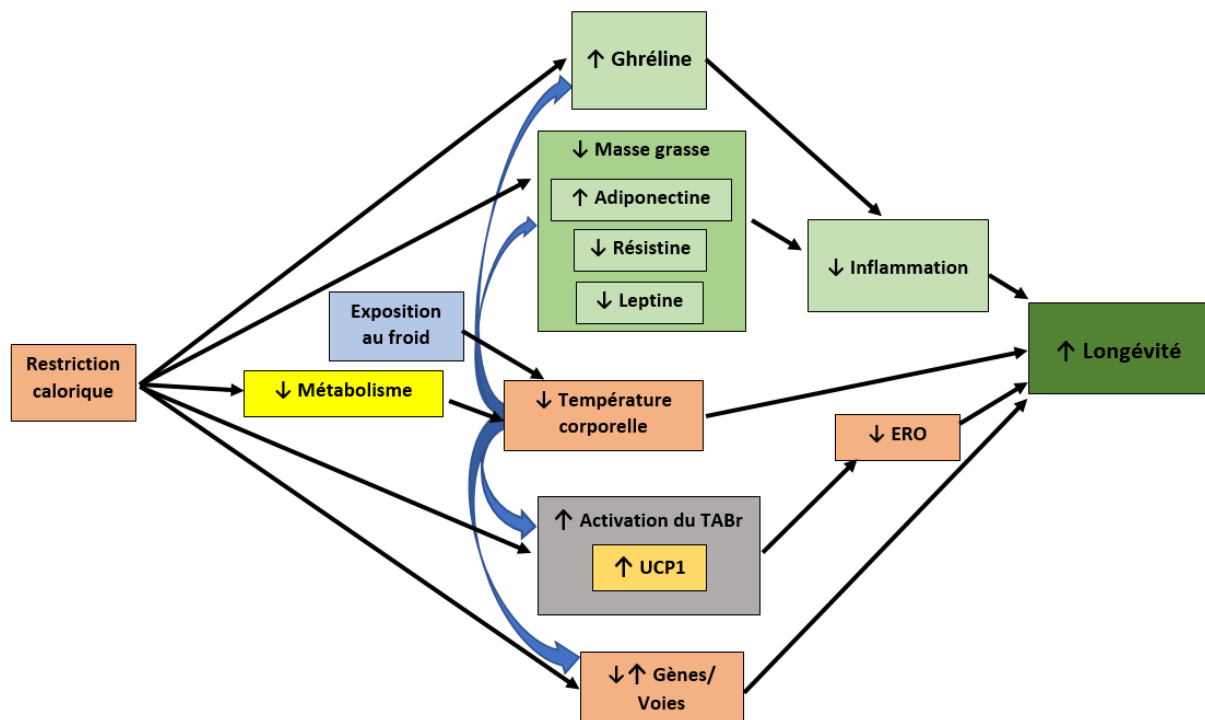 ↑ Ghréline
↓ Masse grasse
↑ Adiponectine
↓ Résistine
↓ Leptine
↓ Inflammation
Exposition
au froid
Restriction
calorique
↓ Métabolisme
↓ Température
corporelle
↑ Longévité
↓ ERO
↑ Activation du TABr
↑ UCP1
↓↑ Gènes/
Voies